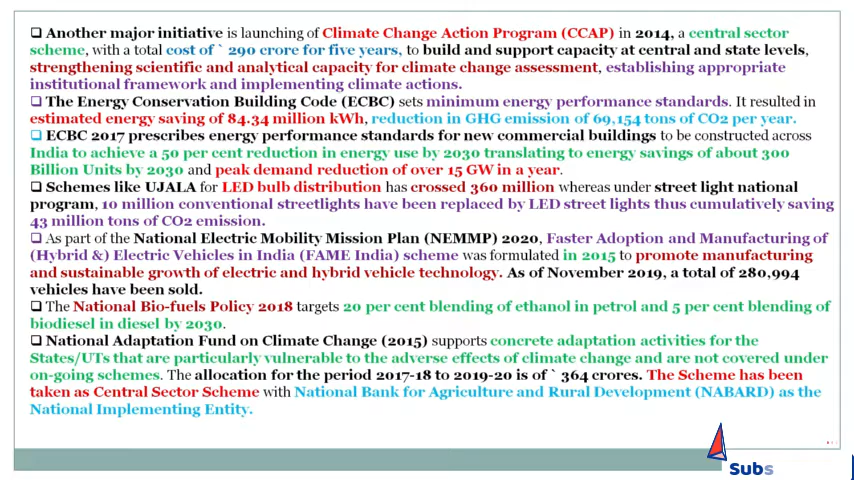 ❑ Another major initiative is launching of Climate Change Action Program (CCAP) in 2014, a central sector
scheme, with a total cost of ` 290 crore for five years, to build and support capacity at central and state levels,
strengthening scientific and analytical capacity for climate change assessment, establishing appropriate
institutional framework and implementing climate actions.
❑ The Energy Conservation Building Code (ECBC) sets minimum energy performance standards. It resulted in
estimated energy saving of 84.34 million kWh, reduction in GHG emission of 69,154 tons of CO2 per year.
❑ ECBC 2017 prescribes energy performance standards for new commercial buildings to be constructed across
India to achieve a 50 per cent reduction in energy use by 2030 translating to energy savings of about 300
Billion Units by 2030 and peak demand reduction of over 15 GW in a year.
❑ Schemes like UJALA for LED bulb distribution has crossed 360 million whereas under street light national
program, 10 million conventional streetlights have been replaced by LED street lights thus cumulatively saving
43 million tons of CO2 emission.
❑ As part of the National Electric Mobility Mission Plan (NEMMP) 2020, Faster Adoption and Manufacturing of
(Hybrid &) Electric Vehicles in India (FAME India) scheme was formulated in 2015 to promote manufacturing
and sustainable growth of electric and hybrid vehicle technology. As of November 2019, a total of 280,994
vehicles have been sold.
❑ The National Bio-fuels Policy 2018 targets 20 per cent blending of ethanol in petrol and 5 per cent blending of
biodiesel in diesel by 2030.
❑ National Adaptation Fund on Climate Change (2015) supports concrete adaptation activities for the
States/UTs that are particularly vulnerable to the adverse effects of climate change and are not covered under
on-going schemes. The allocation for the period 2017-18 to 2019-20 is of ` 364 crores. The Scheme has been
taken as Central Sector Scheme with National Bank for Agriculture and Rural Development (NABARD) as the
National Implementing Entity.
Subs